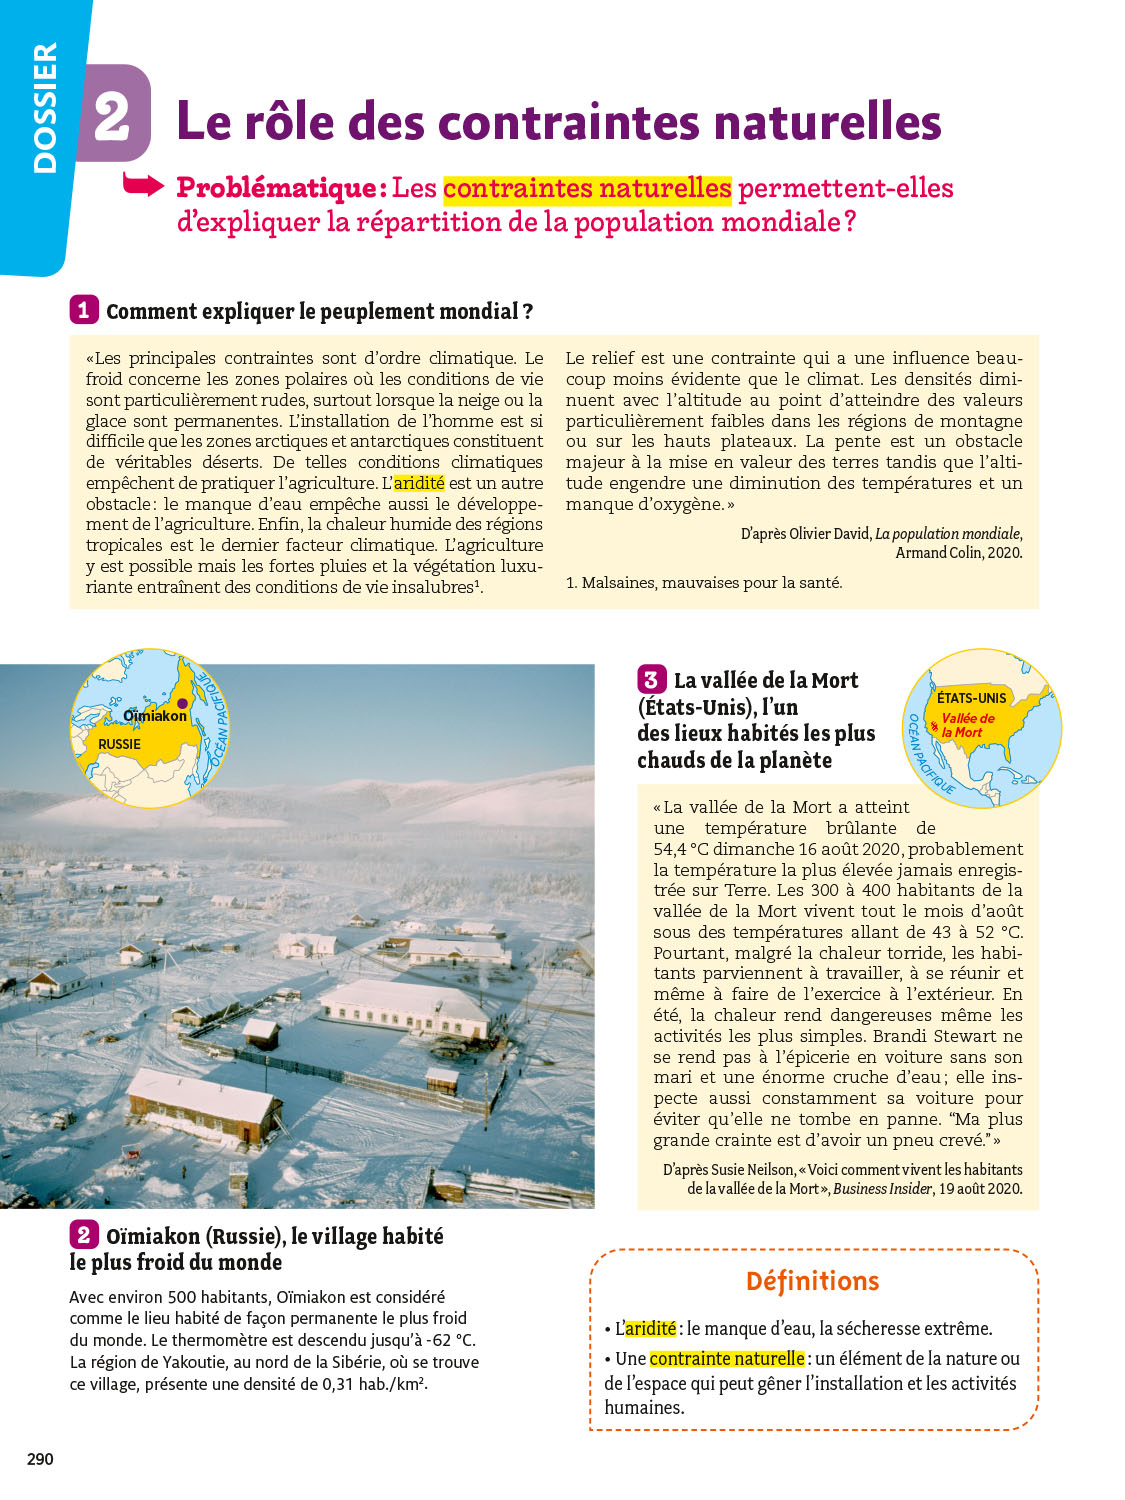 DOSSIER
2
Le rôle des contraintes naturelles
Problématique : Les contraintes naturelles permettent-elles
d'expliquer la répartition de la population mondiale ?
1 Comment expliquer le peuplement mondial ?
« Les principales contraintes sont d'ordre climatique. Le
froid concerne les zones polaires où les conditions de vie
sont particulièrement rudes, surtout lorsque la neige ou la
glace sont permanentes. L'installation de l'homme est si
difficile que les zones arctiques et antarctiques constituent
de véritables déserts. De telles conditions climatiques
empêchent de pratiquer l'agriculture. L'aridité est un autre
obstacle : le manque d'eau empêche aussi le développe-
ment de l'agriculture. Enfin, la chaleur humide des régions
tropicales est le dernier facteur climatique. L'agriculture
y est possible mais les fortes pluies et la végétation luxu-
riante entraînent des conditions de vie insalubres¹.
Le relief est une contrainte qui a une influence beau-
coup moins évidente que le climat. Les densités dimi-
nuent avec l'altitude au point d'atteindre des valeurs
particulièrement faibles dans les régions de montagne
ou sur les hauts plateaux. La pente est un obstacle
majeur à la mise en valeur des terres tandis que l'alti-
tude engendre une diminution des températures et un
manque d'oxygène. »
D'après Olivier David, La population mondiale,
Armand Colin, 2020.
1. Malsaines, mauvaises pour la santé.
Oïmiakon
RUSSIE
OCÉAN PACIFIQUE
2 Oïmiakon (Russie), le village habité
le plus froid du monde
Avec environ 500 habitants, Oïmiakon est considéré
comme le lieu habité de façon permanente le plus froid
du monde. Le thermomètre est descendu jusqu'à -62 °C.
La région de Yakoutie, au nord de la Sibérie, où se trouve
ce village, présente une densité de 0,31 hab./km².
3 La vallée de la Mort
(États-Unis), l'un
des lieux habités les plus
chauds de la planète
ÉTATS-UNIS
Vallée de
la Mort
OCÉAN PACIFIQUE
« La vallée de la Mort a atteint
une température brûlante de
54,4 °C dimanche 16 août 2020, probablement
la température la plus élevée jamais enregis-
trée sur Terre. Les 300 à 400 habitants de la
vallée de la Mort vivent tout le mois d'août
sous des températures allant de 43 à 52 °C.
Pourtant, malgré la chaleur torride, les habi-
tants parviennent à travailler, à se réunir et
même à faire de l'exercice à l'extérieur. En
été, la chaleur rend dangereuses même les
activités les plus simples. Brandi Stewart ne
se rend pas à l'épicerie en voiture sans son
mari et une énorme cruche d'eau ; elle ins-
pecte aussi constamment sa voiture pour
éviter qu'elle ne tombe en panne. “Ma plus
grande crainte est d'avoir un pneu crevé.” »
D'après Susie Neilson, « Voici comment vivent les habitants
de la vallée de la Mort », Business Insider, 19 août 2020.
Définitions
• L'aridité : le manque d'eau, la sécheresse extrême.
• Une contrainte naturelle : un élément de la nature ou
de l'espace qui peut gêner l'installation et les activités
humaines.
290